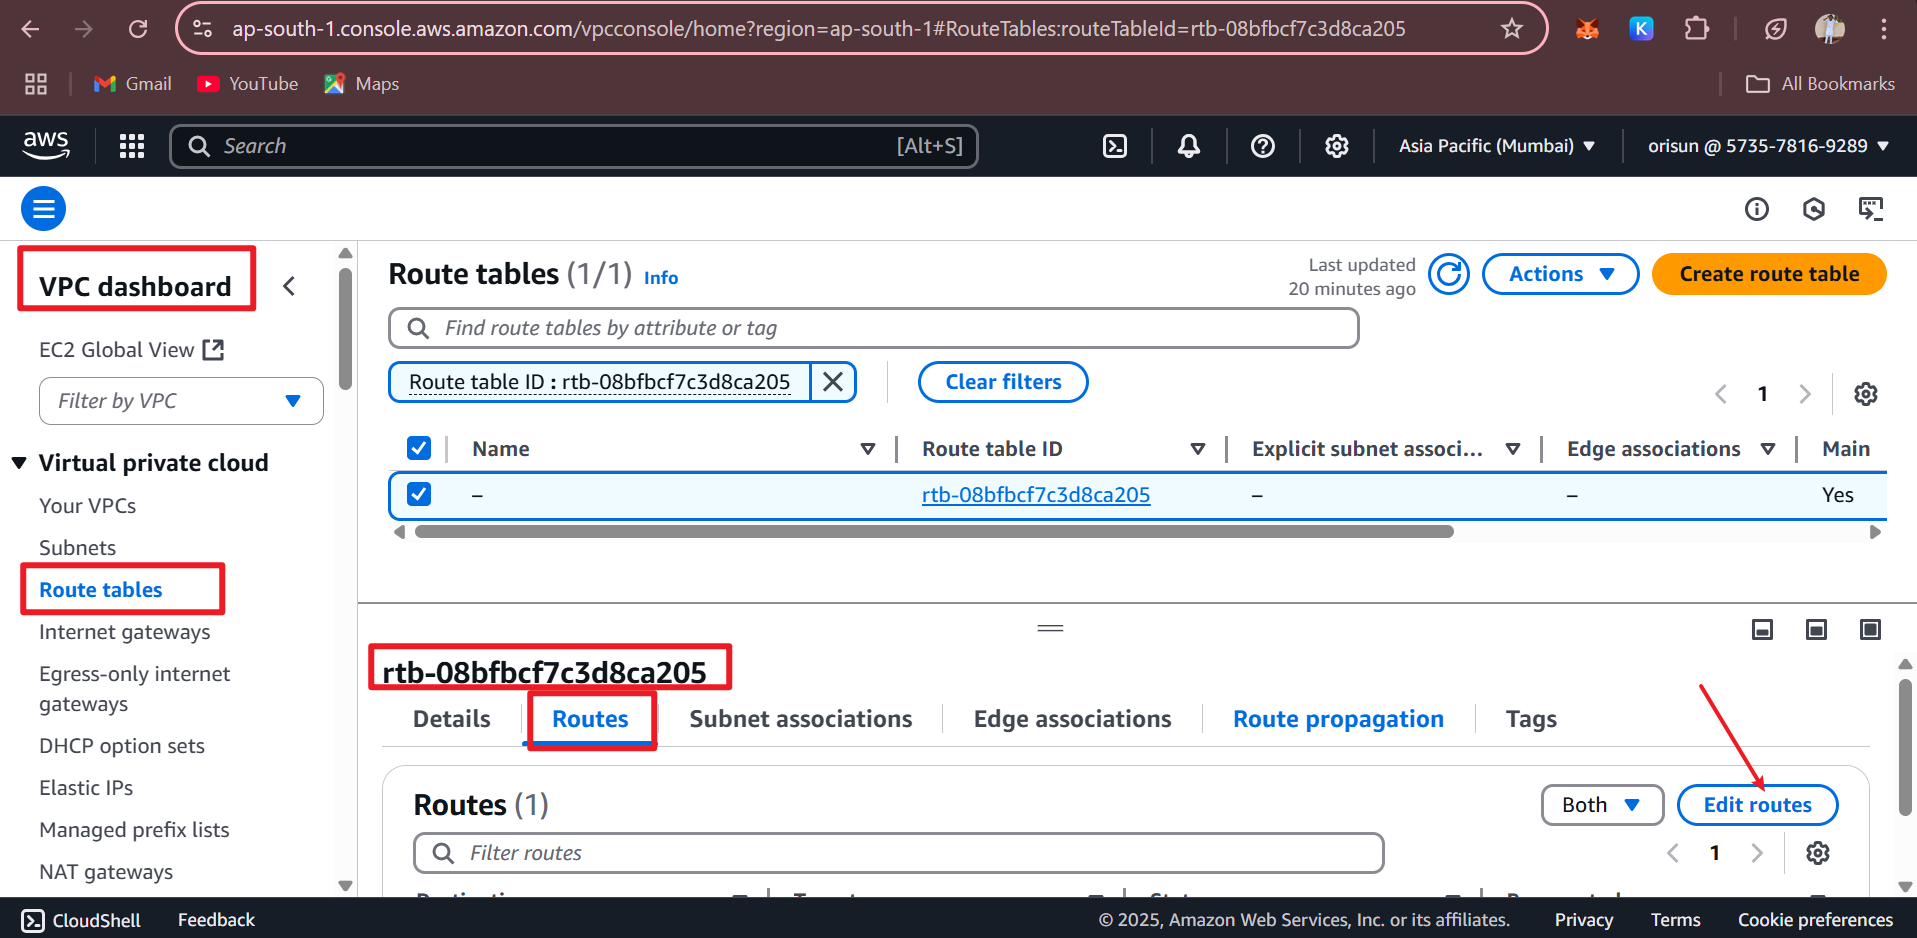 ap-south-1.console.aws.amazon.com/vpcconsole/home?region=ap-south-1#RouteTables:routeTableId=rtb-08bfbcf7c3d8ca205
K
Gmail
YouTube
Maps
All Bookmarks
aws
Search
[Alt+S]
Asia Pacific (Mumbai)
orisun @ 5735-7816-9289
VPC dashboard
EC2 Global View
Filter by VPC
Virtual private cloud
Your VPCs
Subnets
Route tables
Internet gateways
Egress-only internet
gateways
DHCP option sets
Elastic IPs
Managed prefix lists
NAT gateways
Route tables (1/1) Info
Last updated
20 minutes ago
Actions
Create route table
Find route tables by attribute or tag
Route table ID : rtb-08bfbcf7c3d8ca205
Clear filters
1
Name Route table ID Explicit subnet associ... Edge associations Main
– rtb-08bfbcf7c3d8ca205 – – Yes
rtb-08bfbcf7c3d8ca205
Details Routes Subnet associations Edge associations Route propagation Tags
Routes (1)
Both
Edit routes
Filter routes
1
CloudShell Feedback
© 2025, Amazon Web Services, Inc. or its affiliates. Privacy Terms Cookie preferences